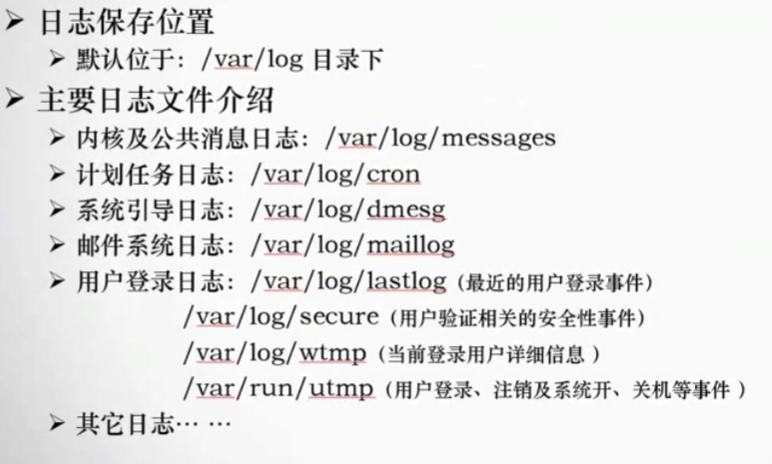 日志保存位置
默认位于：/var/log 目录下
主要日志文件介绍
内核及公共消息日志：/var/log/messages
计划任务日志：/var/log/cron
系统引导日志：/var/log/dmesg
邮件系统日志：/var/log/maillog
用户登录日志：/var/log/lastlog（最近的用户登录事件）
/var/log/secure（用户验证相关的安全性事件）
/var/log/wtmp（当前登录用户详细信息 ）
/var/run/utmp（用户登录、注销及系统开、关机等事件 ）
其它日志… …